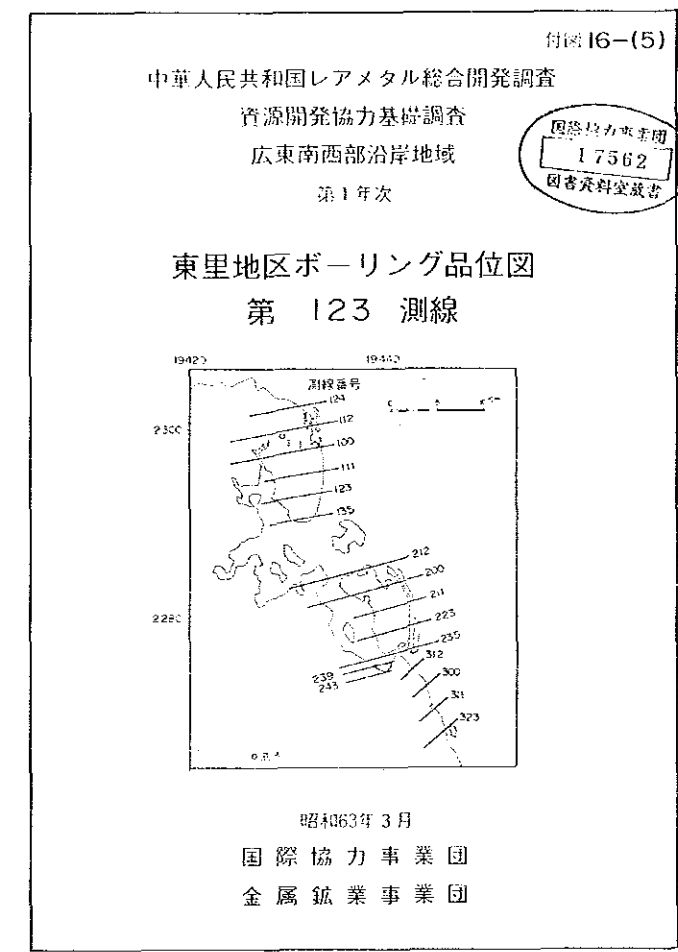 付図16-(5)
中華人民共和国レアメタル総合開発調査
資源開発協力基礎調査
広東南西部沿岸地域
第1年次
国際協力事業団
17562
図書資料室蔵書
東里地区ボーリング品位図
第 123 測線
19420 19440
測線番号
124
2300
112
100
111
123
135
212
200
211
2280
223
235
312
239
300
243
311
323
昭和63年3月
国際協力事業団
金属鉱業事業団